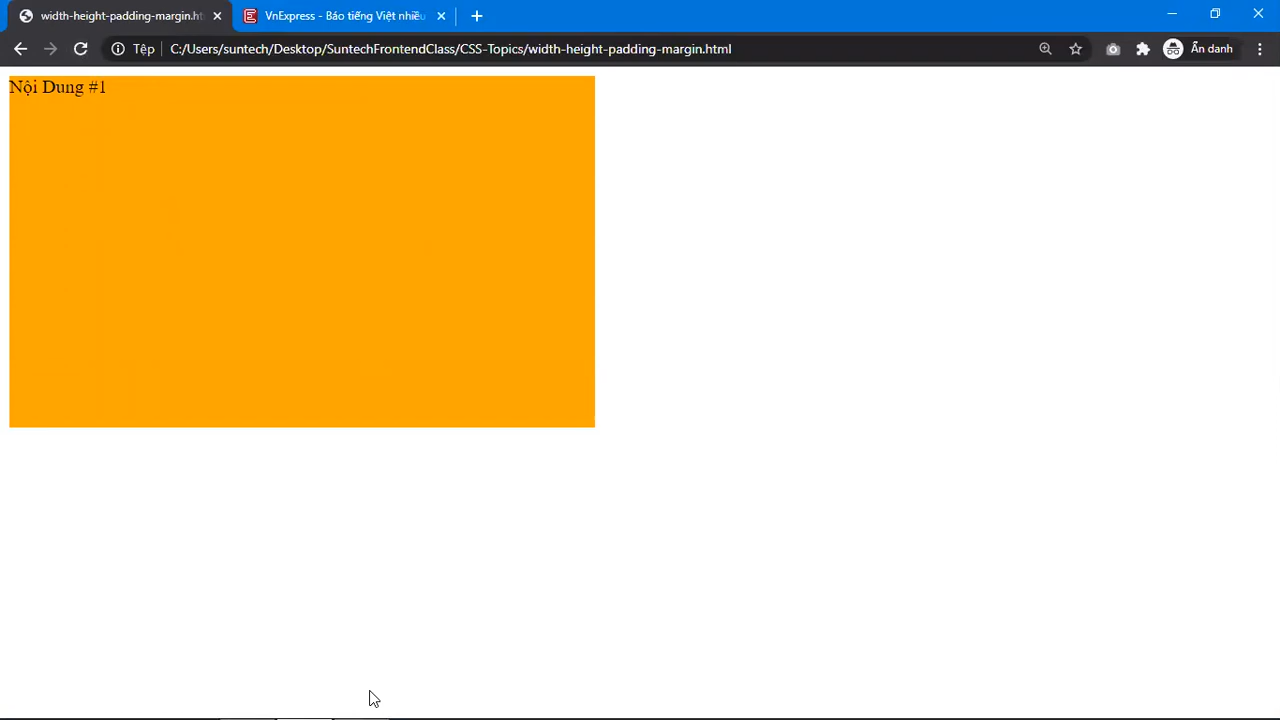 width-height-padding-margin.ht
VnExpress - Báo tiếng Việt nhiều
Tệp
C:/Users/suntech/Desktop/SuntechFrontendClass/CSS-Topics/width-height-padding-margin.html
Ẩn danh
Nội Dung #1